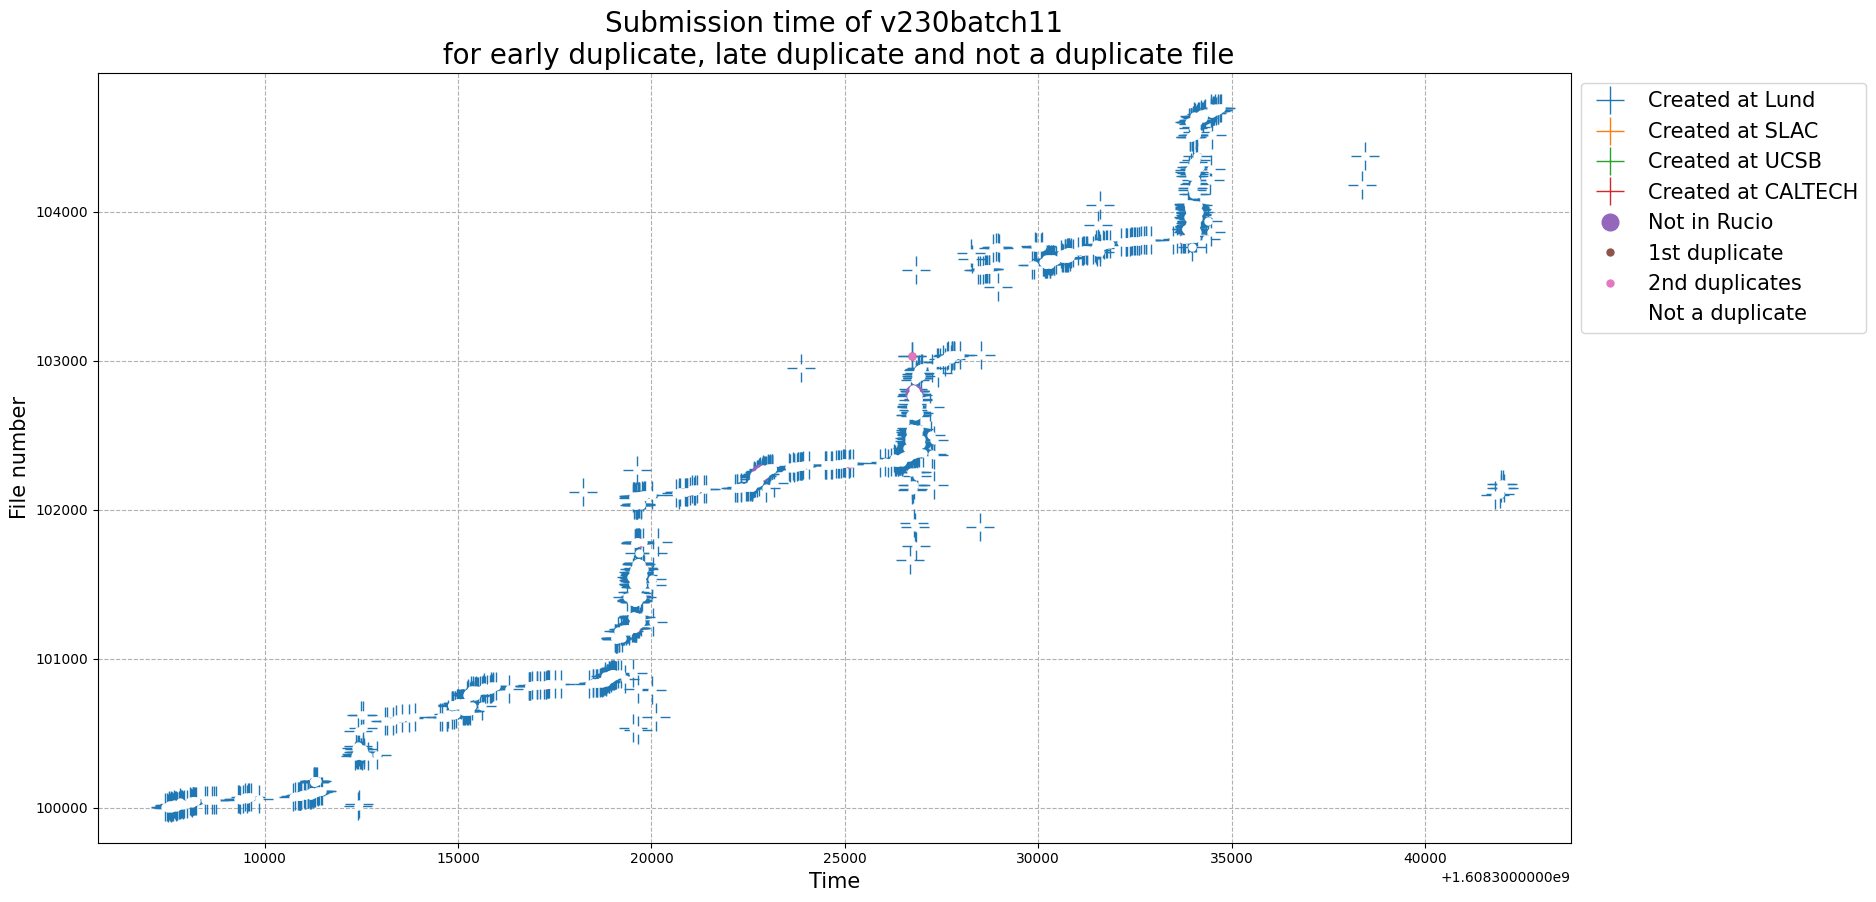 Submission time of v230batch11
for early duplicate, late duplicate and not a duplicate file
Created at Lund
Created at SLAC
Created at UCSB
Created at CALTECH
Not in Rucio
1st duplicate
2nd duplicates
Not a duplicate
File number
104000
103000
102000
101000
100000
10000 15000 20000 25000 30000 35000 40000
+1.6083000000e9
Time